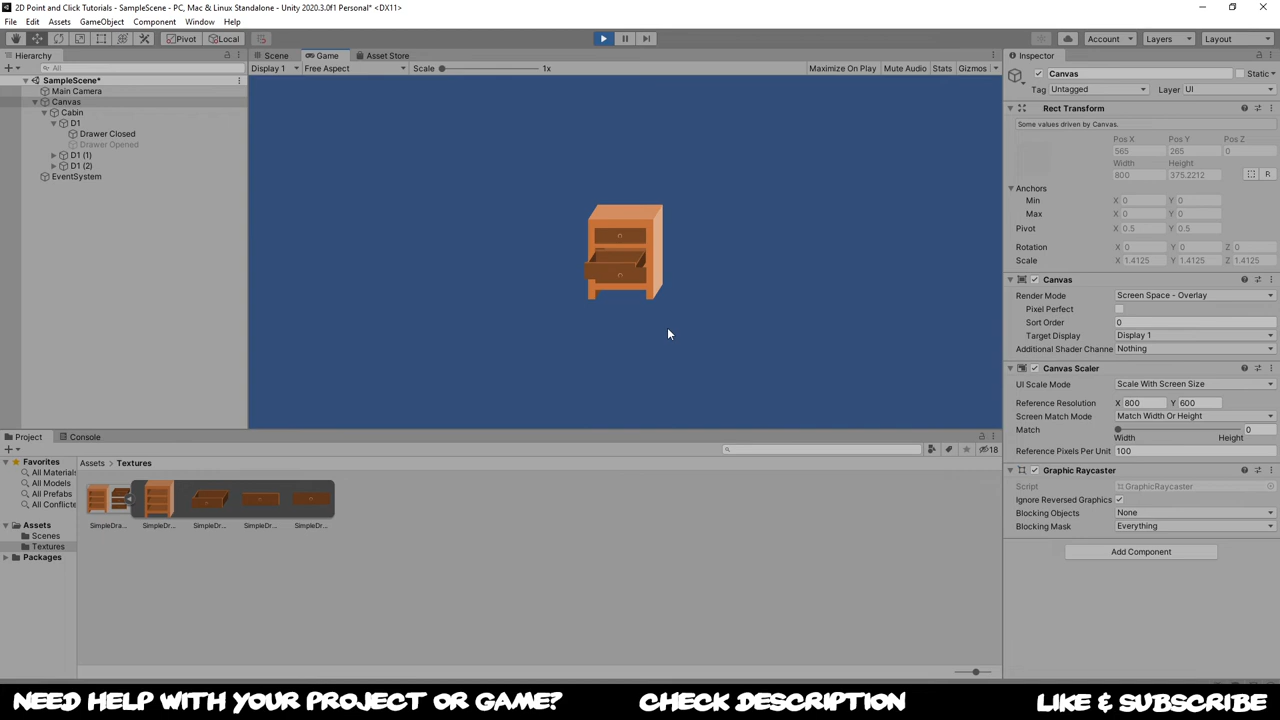 2D Point and Click Tutorials - SampleScene - PC, Mac & Linux Standalone - Unity 2020.3.0f1 Personal* <DX11>
File Edit Assets GameObject Component Window Help
Pivot Local Account Layers Layout
Hierarchy Scene Game Asset Store Inspector
All Display 1 Free Aspect Scale 1x Maximize On Play Mute Audio Stats Gizmos
Canvas Static
SampleScene*
Tag Untagged Layer UI
Main Camera
Canvas
Cabin
D1
Drawer Closed
Drawer Opened
D1 (1)
D1 (2)
EventSystem
Rect Transform
Some values driven by Canvas.
Pos X Pos Y Pos Z
565 265 0
Width Height
800 375.2212 R
Anchors
Min X 0 Y 0
Max X 0 Y 0
Pivot X 0.5 Y 0.5
Rotation X 0 Y 0 Z 0
Scale X 1.4125 Y 1.4125 Z 1.4125
Canvas
Render Mode Screen Space - Overlay
Pixel Perfect
Sort Order 0
Target Display Display 1
Additional Shader Channe Nothing
Canvas Scaler
UI Scale Mode Scale With Screen Size
Reference Resolution X 800 Y 600
Screen Match Mode Match Width Or Height
Match 0
Width Height
Reference Pixels Per Unit 100
Graphic Raycaster
Script GraphicRaycaster
Ignore Reversed Graphics
Blocking Objects None
Blocking Mask Everything
Add Component
Project Console
18
Favorites
All Materials
All Models
All Prefabs
All Conflicte
Assets
Scenes
Textures
Packages
Assets > Textures
SimpleDra... SimpleDr... SimpleDr... SimpleDr... SimpleDr...
NEED HELP WITH YOUR PROJECT OR GAME? CHECK DESCRIPTION LIKE & SUBSCRIBE